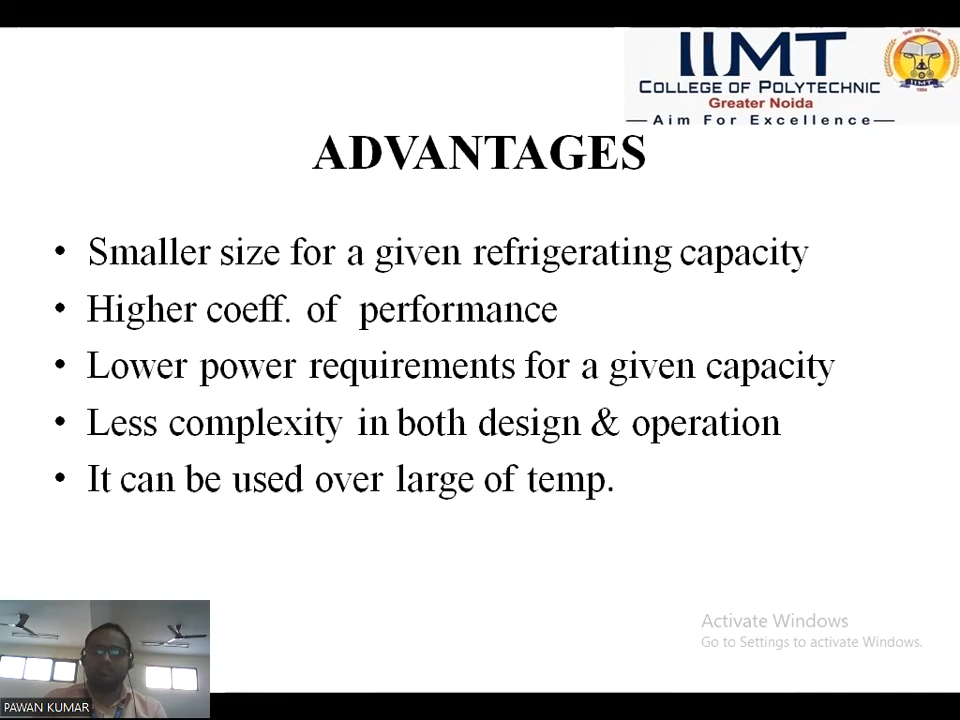 IIMT
COLLEGE OF POLYTECHNIC
Greater Noida
Aim For Excellence
IIMT
ADVANTAGES
• Smaller size for a given refrigerating capacity
• Higher coeff. of performance
• Lower power requirements for a given capacity
• Less complexity in both design & operation
• It can be used over large of temp.
Activate Windows
Go to Settings to activate Windows.
PAWAN KUMAR